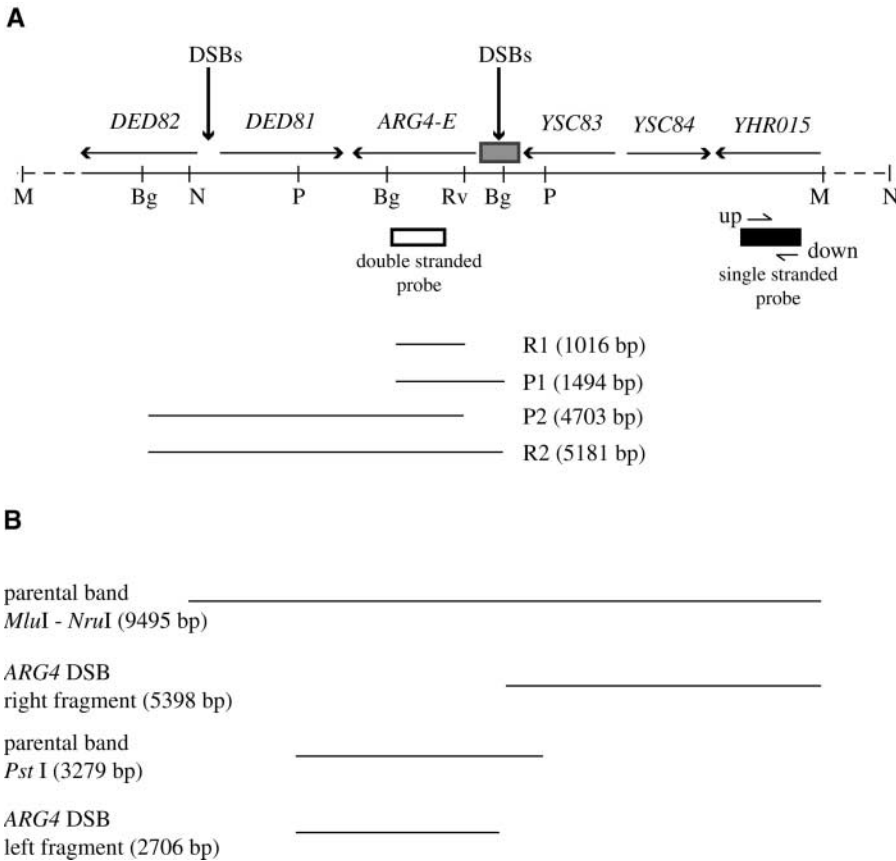 A
DSBs DSBs
DED82 DED81 ARG4-E YSC83 YSC84 YHR015
M Bg N P Bg Rv Bg P M N
up
down
double stranded
probe
single stranded
probe
R1 (1016 bp)
P1 (1494 bp)
P2 (4703 bp)
R2 (5181 bp)
B
parental band
MluI - NruI (9495 bp)
ARG4 DSB
right fragment (5398 bp)
parental band
Pst I (3279 bp)
ARG4 DSB
left fragment (2706 bp)